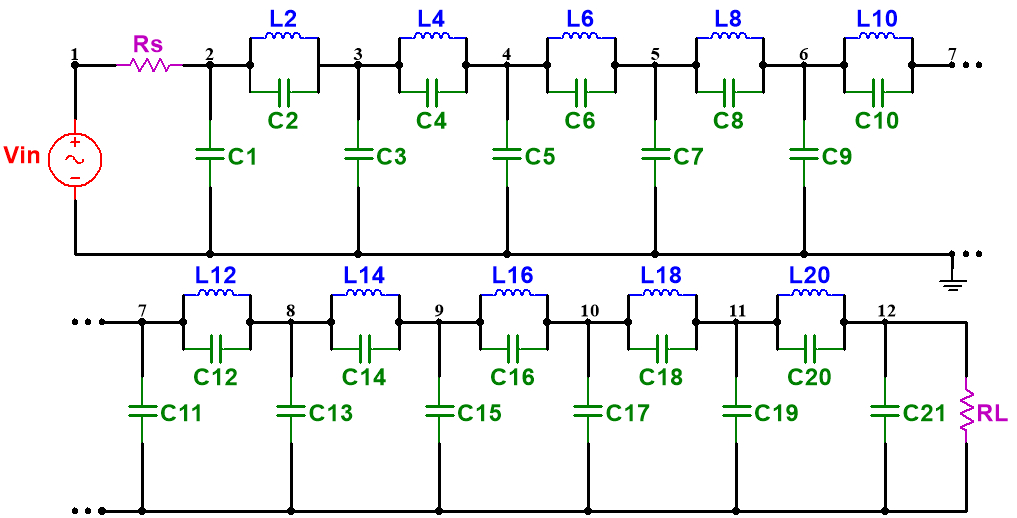 L2 L4 L6 L8 L10
1 Rs 2 3 4 5 6 7
C2 C4 C6 C8 C10
Vin + − C1 C3 C5 C7 C9
L12 L14 L16 L18 L20
7 8 9 10 11 12
C12 C14 C16 C18 C20
C11 C13 C15 C17 C19 C21 RL